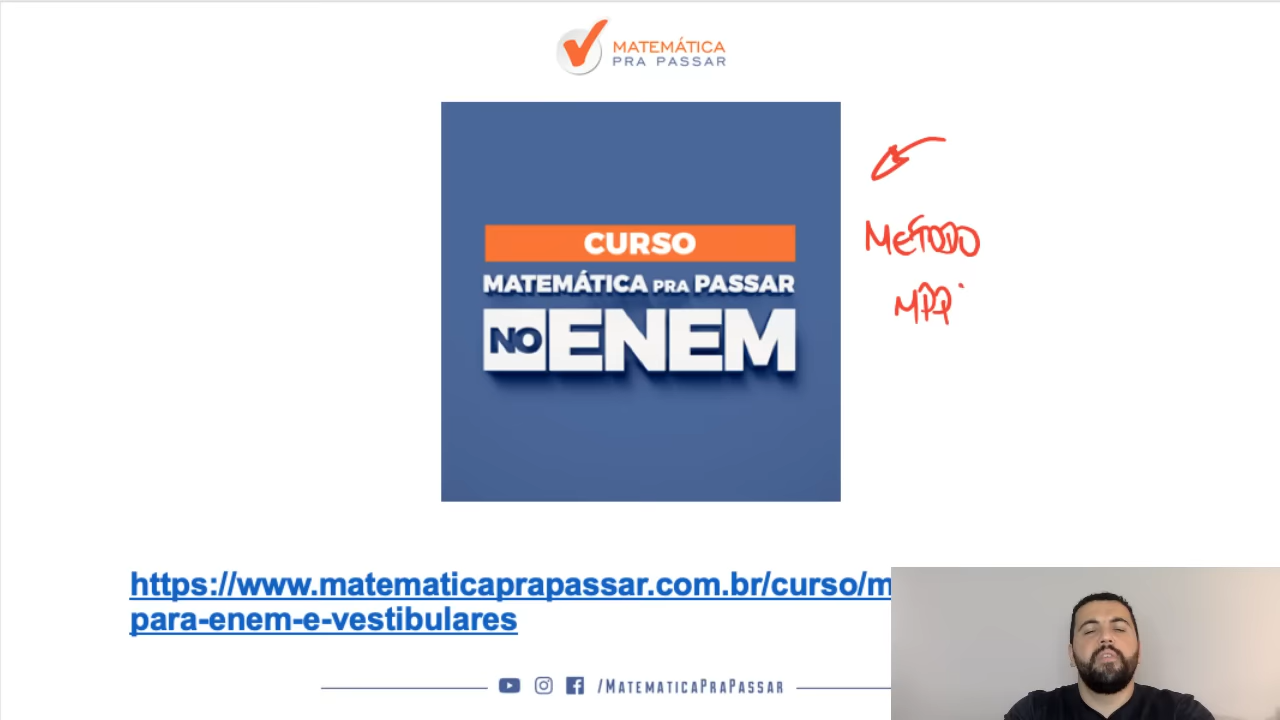 MATEMÁTICA
PRA PASSAR
CURSO
MATEMÁTICA PRA PASSAR
NO ENEM
METODO
MPP
https://www.matematicaprapassar.com.br/curso/m
para-enem-e-vestibulares
/MATEMATICAPRAPASSAR